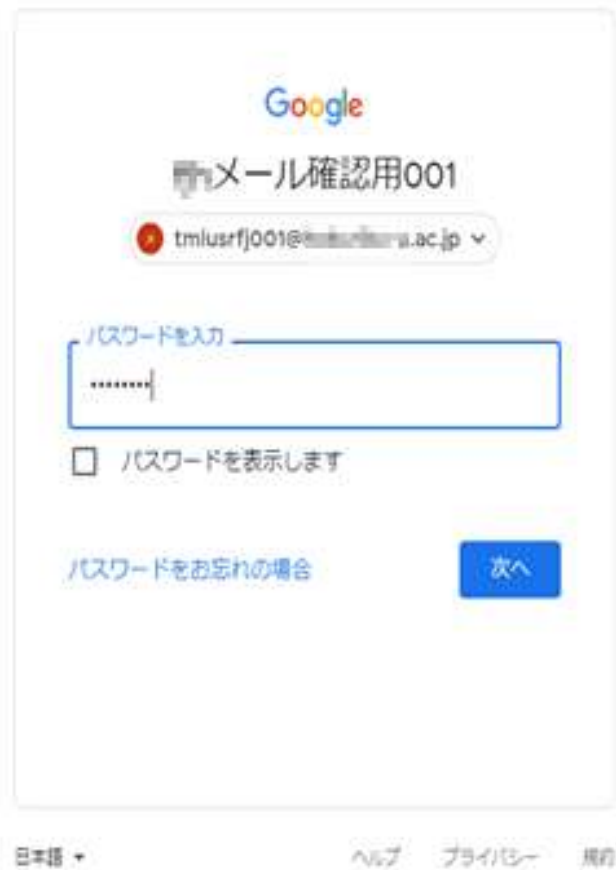 Google
メール確認用001
tmlusrfj001@ .ac.jp
パスワードを入力
••••••••
パスワードを表示します
パスワードをお忘れの場合
次へ
日本語
ヘルプ プライバシー 規約